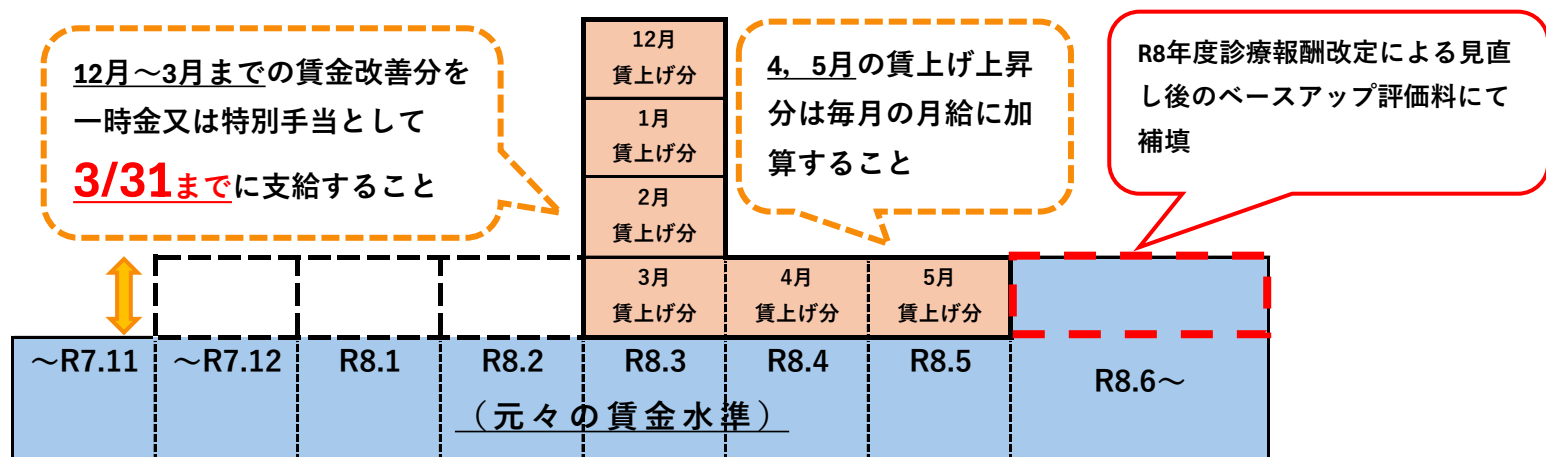 12月～3月までの賃金改善分を
一時金又は特別手当として
3/31までに支給すること
12月
賃上げ分
1月
賃上げ分
2月
賃上げ分
3月
賃上げ分
4，5月の賃上げ上昇
分は毎月の月給に加
算すること
4月
賃上げ分
5月
賃上げ分
R8年度診療報酬改定による見直
し後のベースアップ評価料にて
補填
～R7.11
～R7.12
R8.1
R8.2
R8.3
R8.4
R8.5
R8.6～
（元々の賃金水準）